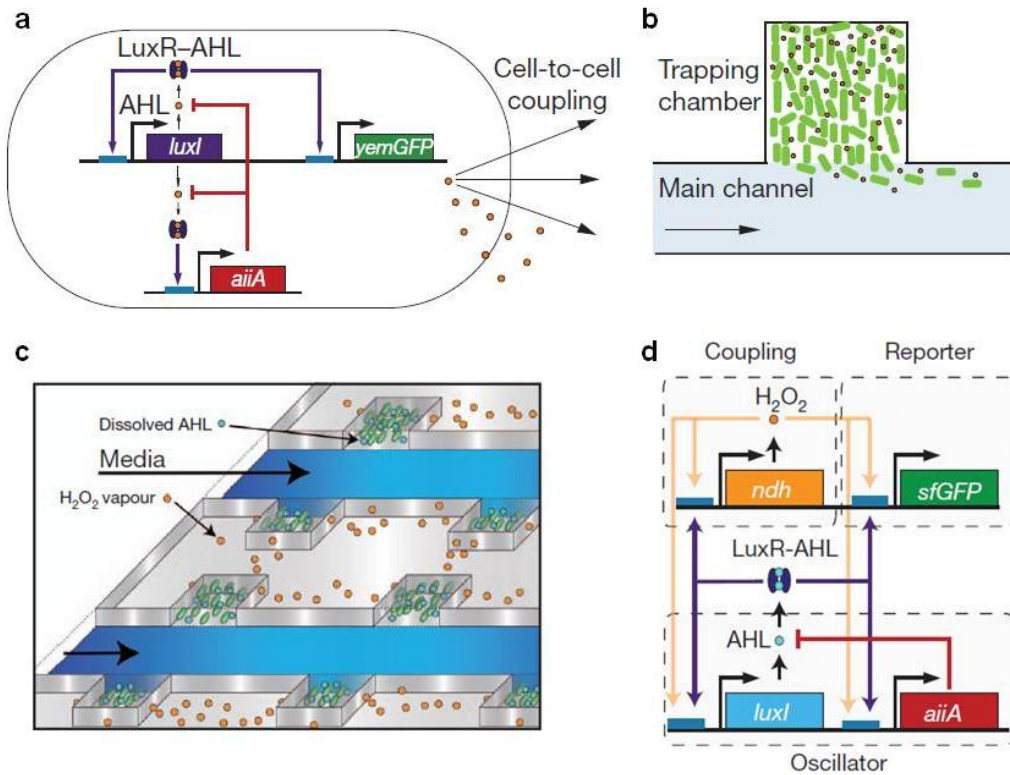 a
LuxR–AHL
AHL
luxI
yemGFP
aiiA
Cell-to-cell
coupling
b
Trapping
chamber
Main channel
c
Dissolved AHL
Media
H₂O₂ vapour
d
Coupling
Reporter
H₂O₂
ndh
sfGFP
LuxR-AHL
AHL
luxI
aiiA
Oscillator